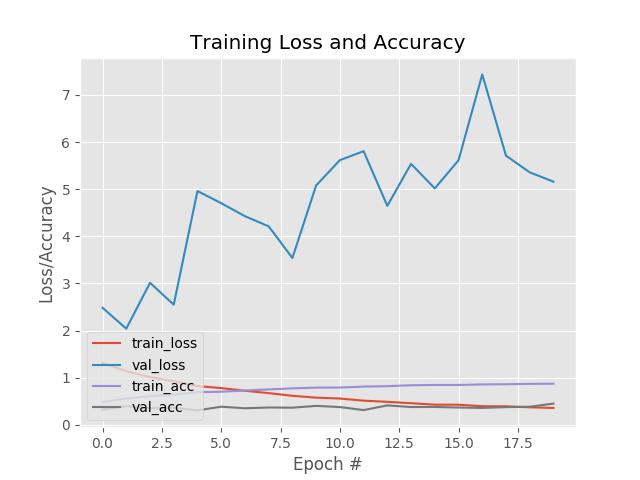 Training Loss and Accuracy
Loss/Accuracy
7
6
5
4
3
2
1
0
train_loss
val_loss
train_acc
val_acc
0.0 2.5 5.0 7.5 10.0 12.5 15.0 17.5
Epoch #